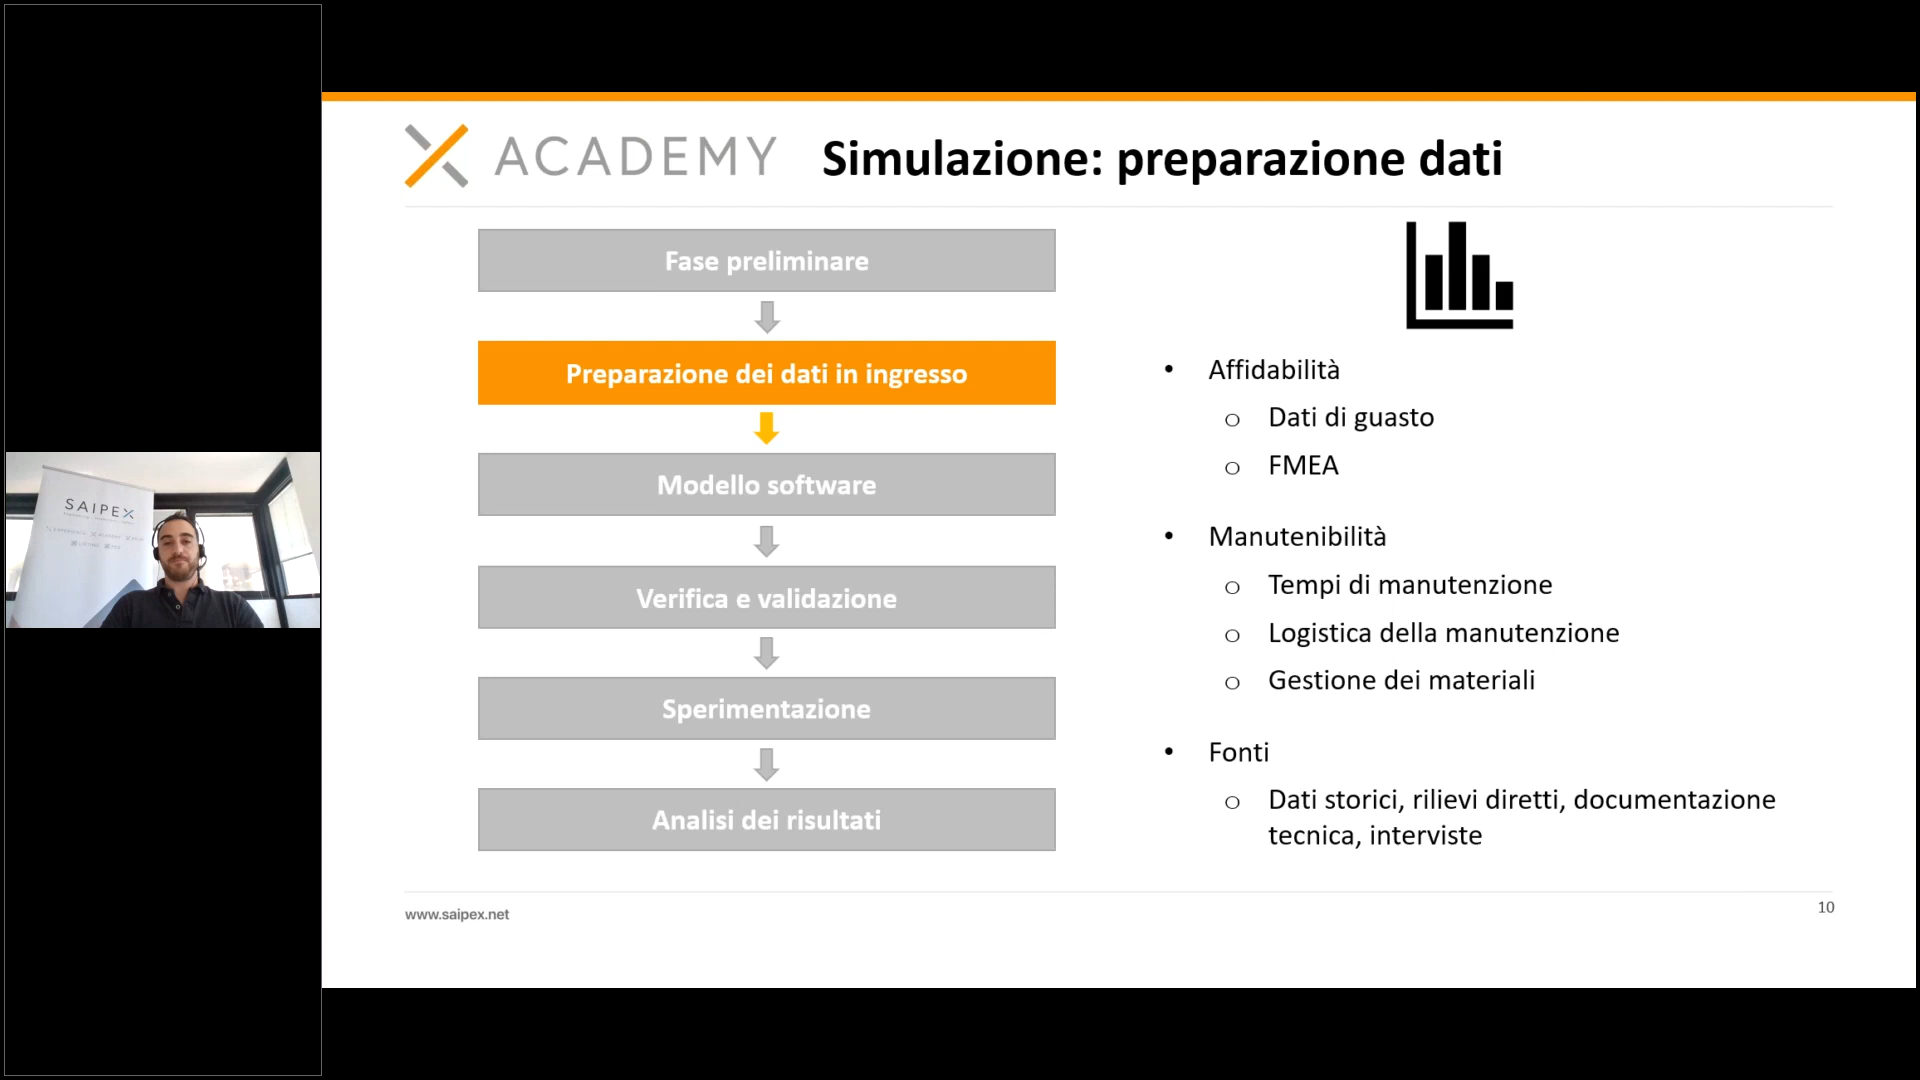 ACADEMY
Simulazione: preparazione dati
Fase preliminare
Preparazione dei dati in ingresso
Modello software
Verifica e validazione
Sperimentazione
Analisi dei risultati
• Affidabilità
o Dati di guasto
o FMEA
• Manutenibilità
o Tempi di manutenzione
o Logistica della manutenzione
o Gestione dei materiali
• Fonti
o Dati storici, rilievi diretti, documentazione
tecnica, interviste
www.saipex.net
10
SAIPEX